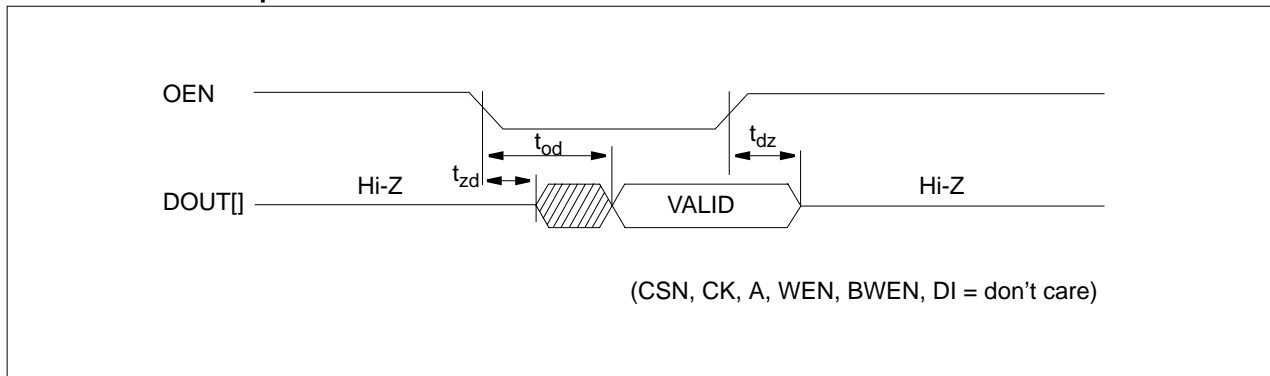 OEN
t_od
t_dz
t_zd
Hi-Z
Hi-Z
DOUT[]
VALID
(CSN, CK, A, WEN, BWEN, DI = don't care)